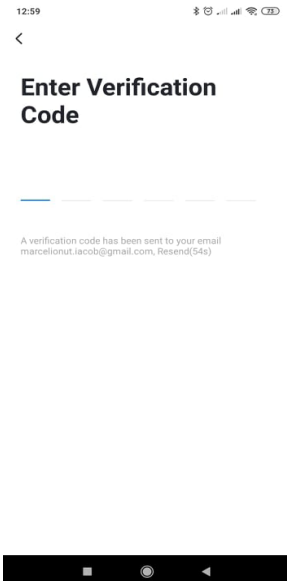 12:59
73
Enter Verification
Code
A verification code has been sent to your email
marcelionut.iacob@gmail.com, Resend(54s)